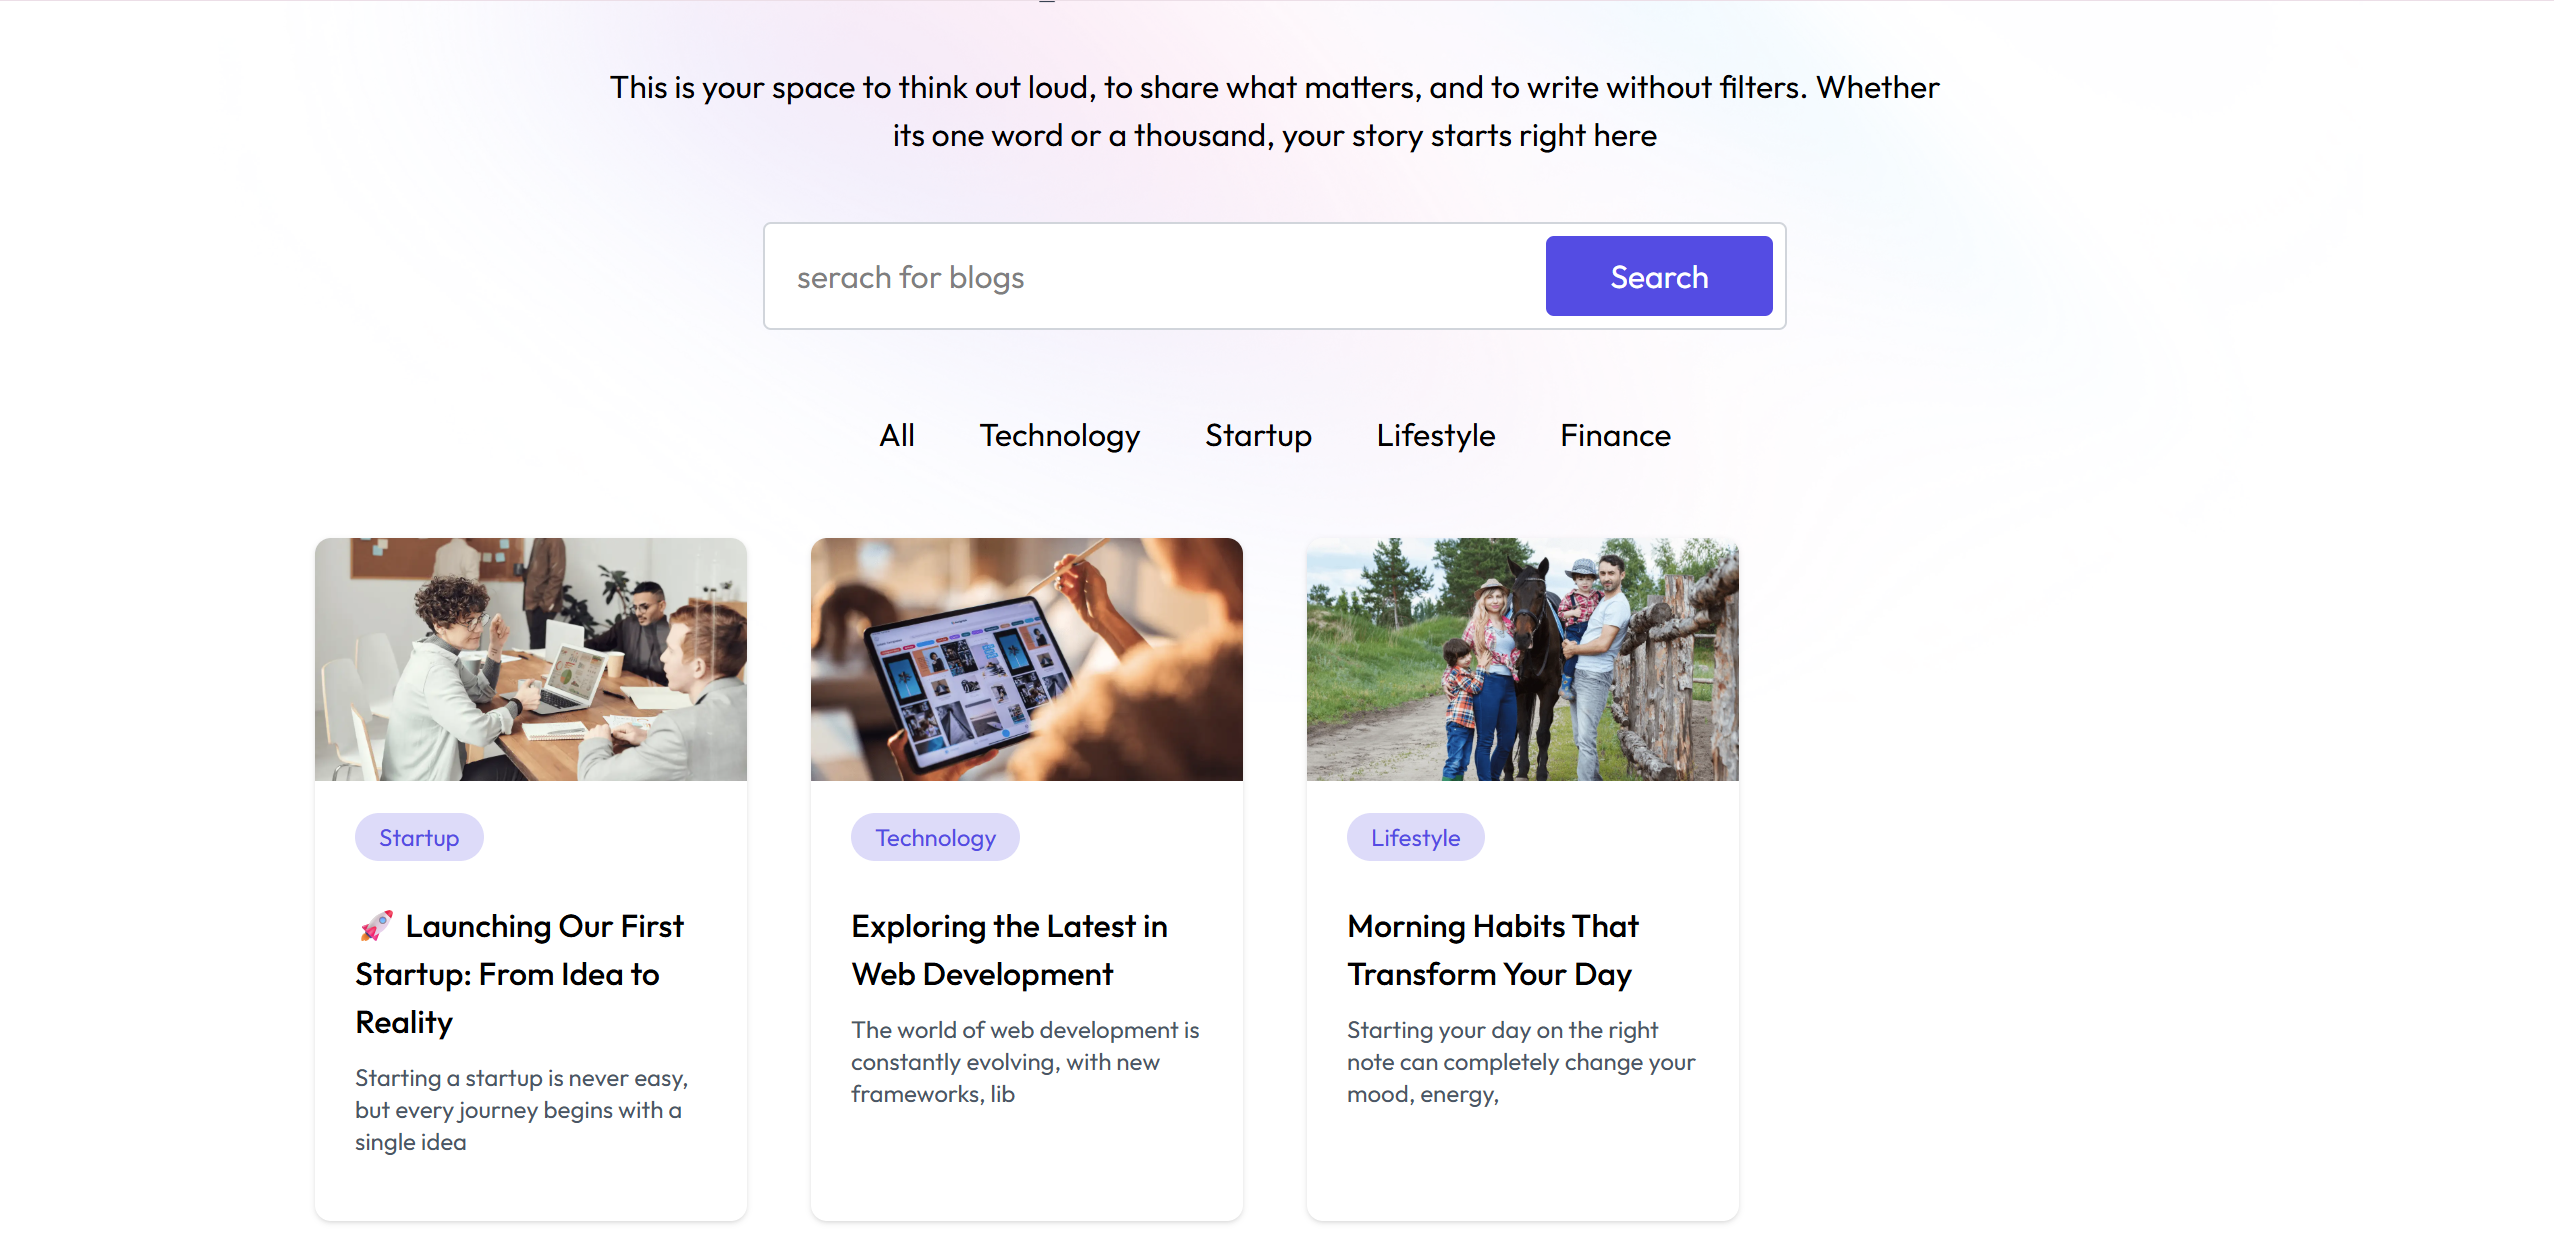 This is your space to think out loud, to share what matters, and to write without filters. Whether
its one word or a thousand, your story starts right here
serach for blogs
Search
All
Technology
Startup
Lifestyle
Finance
Startup
🚀 Launching Our First
Startup: From Idea to
Reality
Starting a startup is never easy,
but every journey begins with a
single idea
Technology
Exploring the Latest in
Web Development
The world of web development is
constantly evolving, with new
frameworks, lib
Lifestyle
Morning Habits That
Transform Your Day
Starting your day on the right
note can completely change your
mood, energy,